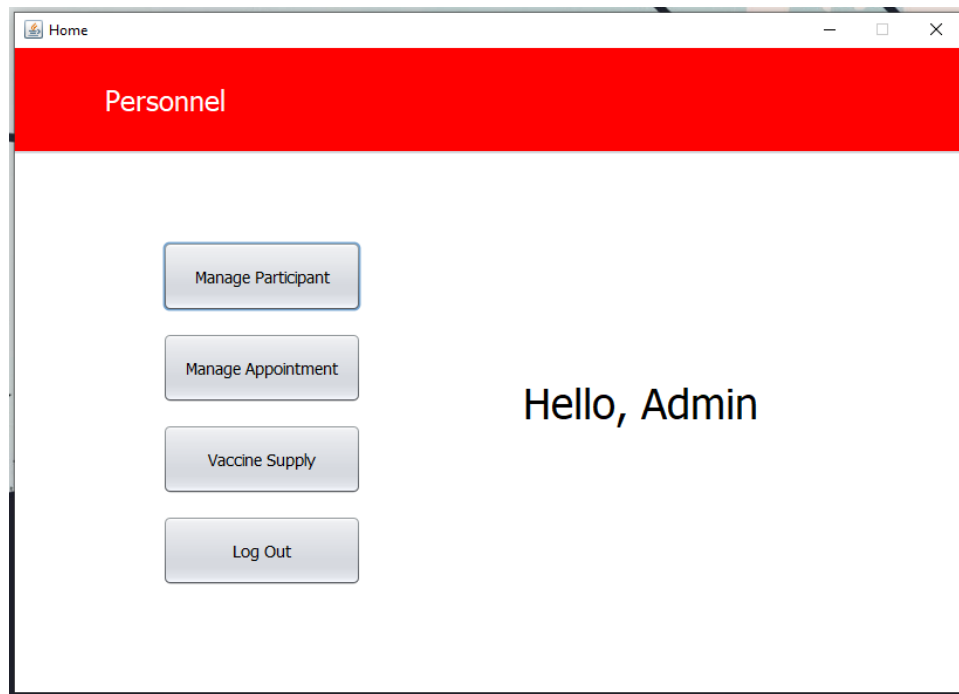 Home
Personnel
Manage Participant
Manage Appointment
Hello, Admin
Vaccine Supply
Log Out